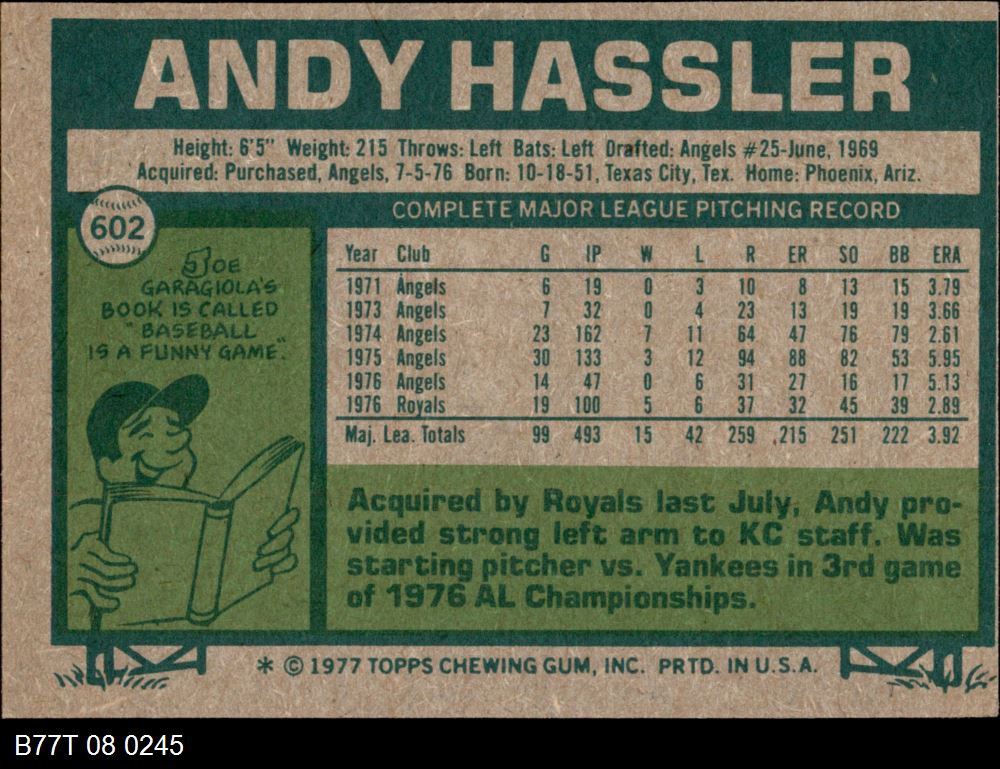 ANDY HASSLER
Height: 6'5" Weight: 215 Throws: Left Bats: Left Drafted: Angels #25-June, 1969
Acquired: Purchased, Angels, 7-5-76 Born: 10-18-51, Texas City, Tex. Home: Phoenix, Ariz.
602
JOE
GARAGIOLA'S
BOOK IS CALLED
"BASEBALL
IS A FUNNY GAME".
COMPLETE MAJOR LEAGUE PITCHING RECORD
Year Club G IP W L R ER SO BB ERA
1971 Angels 6 19 0 3 10 8 13 15 3.79
1973 Angels 7 32 0 4 23 13 19 19 3.66
1974 Angels 23 162 7 11 64 47 76 79 2.61
1975 Angels 30 133 3 12 94 88 82 53 5.95
1976 Angels 14 47 0 6 31 27 16 17 5.13
1976 Royals 19 100 5 6 37 32 45 39 2.89
Maj. Lea. Totals 99 493 15 42 259 215 251 222 3.92
Acquired by Royals last July, Andy pro-
vided strong left arm to KC staff. Was
starting pitcher vs. Yankees in 3rd game
of 1976 AL Championships.
* © 1977 TOPPS CHEWING GUM, INC. PRTD. IN U.S.A.
B77T 08 0245